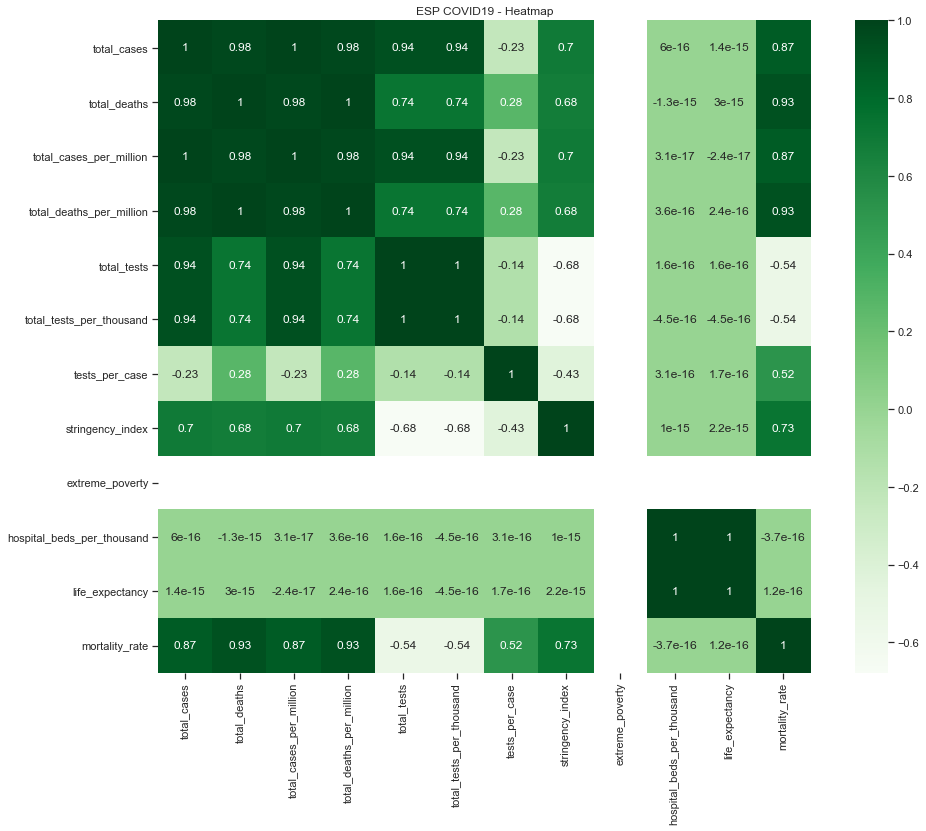 ESP COVID19 - Heatmap
total_cases 1 0.98 1 0.98 0.94 0.94 -0.23 0.7 6e-16 1.4e-15 0.87
total_deaths 0.98 1 0.98 1 0.74 0.74 0.28 0.68 -1.3e-15 3e-15 0.93
total_cases_per_million 1 0.98 1 0.98 0.94 0.94 -0.23 0.7 3.1e-17 -2.4e-17 0.87
total_deaths_per_million 0.98 1 0.98 1 0.74 0.74 0.28 0.68 3.6e-16 2.4e-16 0.93
total_tests 0.94 0.74 0.94 0.74 1 1 -0.14 -0.68 1.6e-16 1.6e-16 -0.54
total_tests_per_thousand 0.94 0.74 0.94 0.74 1 1 -0.14 -0.68 -4.5e-16 -4.5e-16 -0.54
tests_per_case -0.23 0.28 -0.23 0.28 -0.14 -0.14 1 -0.43 3.1e-16 1.7e-16 0.52
stringency_index 0.7 0.68 0.7 0.68 -0.68 -0.68 -0.43 1 1e-15 2.2e-15 0.73
extreme_poverty
hospital_beds_per_thousand 6e-16 -1.3e-15 3.1e-17 3.6e-16 1.6e-16 -4.5e-16 3.1e-16 1e-15 1 1 -3.7e-16
life_expectancy 1.4e-15 3e-15 -2.4e-17 2.4e-16 1.6e-16 -4.5e-16 1.7e-16 2.2e-15 1 1 1.2e-16
mortality_rate 0.87 0.93 0.87 0.93 -0.54 -0.54 0.52 0.73 -3.7e-16 1.2e-16 1
total_cases
total_deaths
total_cases_per_million
total_deaths_per_million
total_tests
total_tests_per_thousand
tests_per_case
stringency_index
extreme_poverty
hospital_beds_per_thousand
life_expectancy
mortality_rate
1.0
0.8
0.6
0.4
0.2
0.0
−0.2
−0.4
−0.6